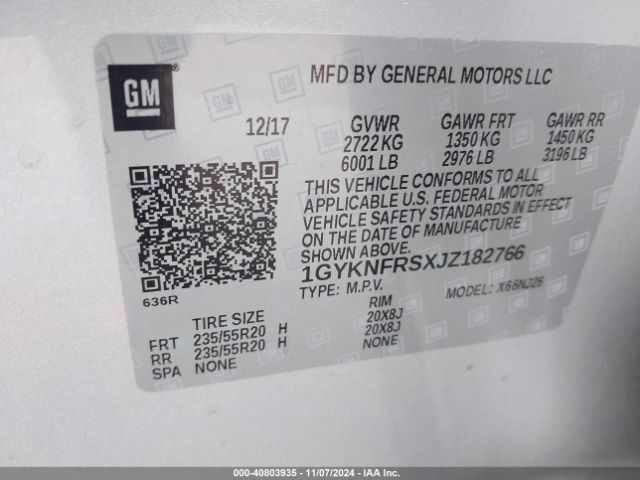 GM
®
MFD BY GENERAL MOTORS LLC
12/17 GVWR GAWR FRT GAWR RR
2722 KG 1350 KG 1450 KG
6001 LB 2976 LB 3196 LB
THIS VEHICLE CONFORMS TO ALL
APPLICABLE U.S. FEDERAL MOTOR
VEHICLE SAFETY STANDARDS IN EFFECT
ON THE DATE OF MANUFACTURE
SHOWN ABOVE.
1GYKNFRSXJZ182766
TYPE: M.P.V. MODEL: X66NJ26
636R
TIRE SIZE RIM
FRT 235/55R20 H 20X8J
RR 235/55R20 H 20X8J
SPA NONE
000-40803935 - 11/07/2024 - IAA Inc.